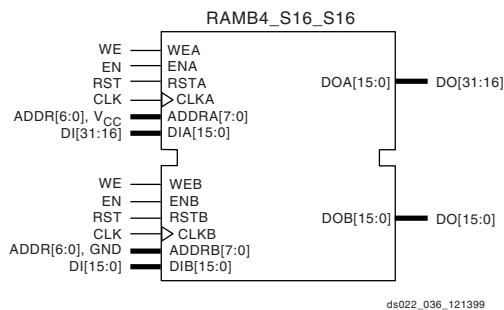 RAMB4_S16_S16
WE WEA
EN ENA
RST RSTA DOA[15:0] DO[31:16]
CLK CLKA
ADDR[6:0], VCC ADDRA[7:0]
DI[31:16] DIA[15:0]
WE WEB
EN ENB
RST RSTB DOB[15:0] DO[15:0]
CLK CLKB
ADDR[6:0], GND ADDRB[7:0]
DI[15:0] DIB[15:0]
ds022_036_121399